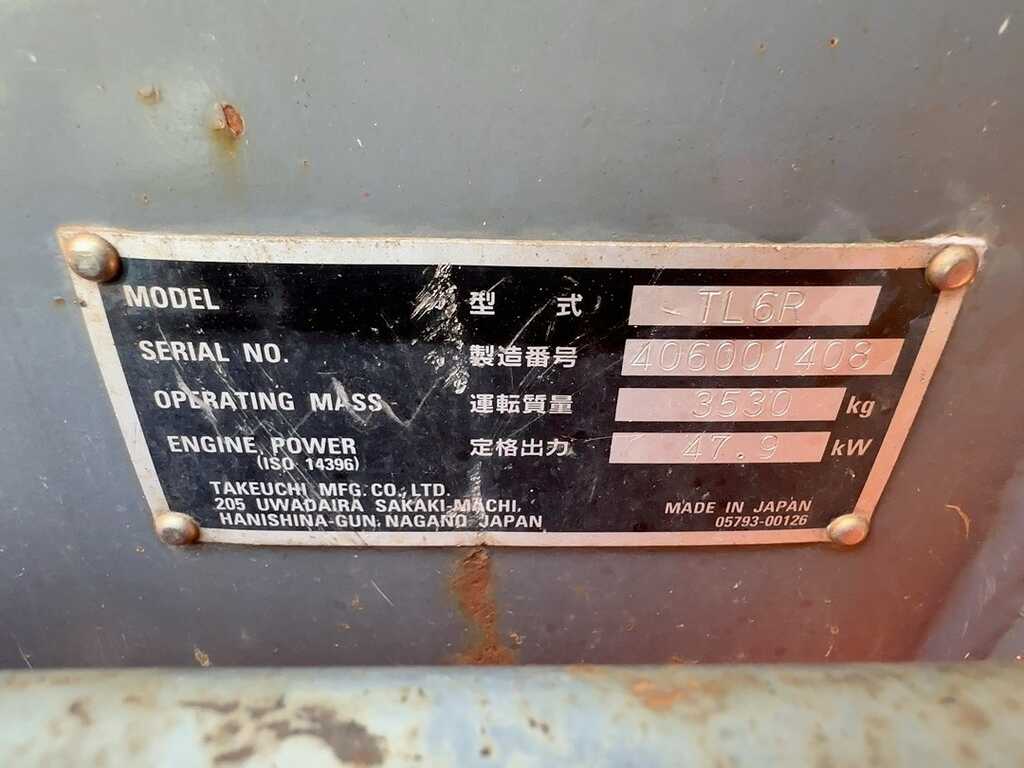 MODEL 型 式 TL6R
SERIAL NO. 製造番号 406001408
OPERATING MASS 運転質量 3530 kg
ENGINE POWER 定格出力 47.9 kW
(ISO 14396)
TAKEUCHI MFG. CO., LTD.
205 UWADAIRA SAKAKI-MACHI,
HANISHINA-GUN, NAGANO JAPAN
MADE IN JAPAN
05793-00126